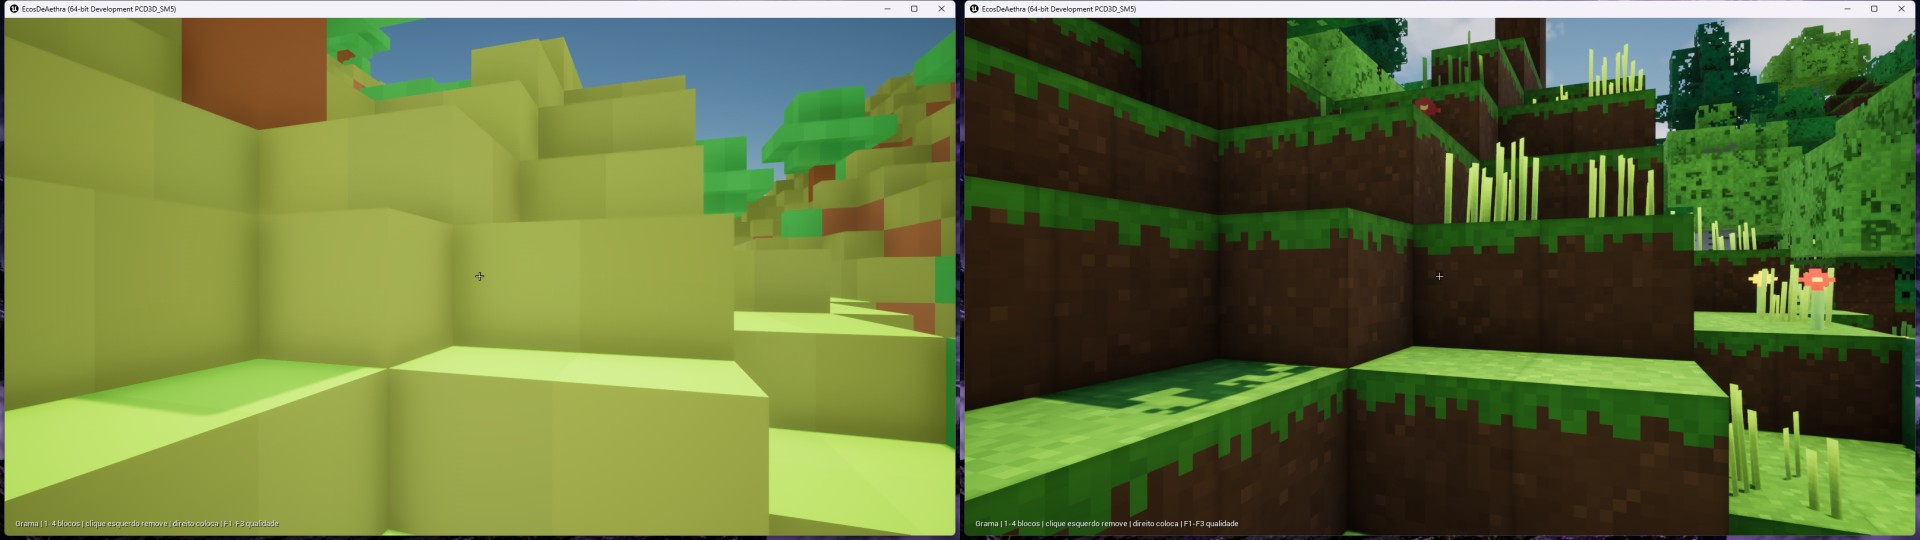 EcosDeAethra (64-bit Development PCD3D_SM5)
EcosDeAethra (64-bit Development PCD3D_SM5)
Grama | 1-4 blocos | clique esquerdo remove | direito coloca | F1-F3 qualidade
Grama | 1-4 blocos | clique esquerdo remove | direito coloca | F1-F3 qualidade